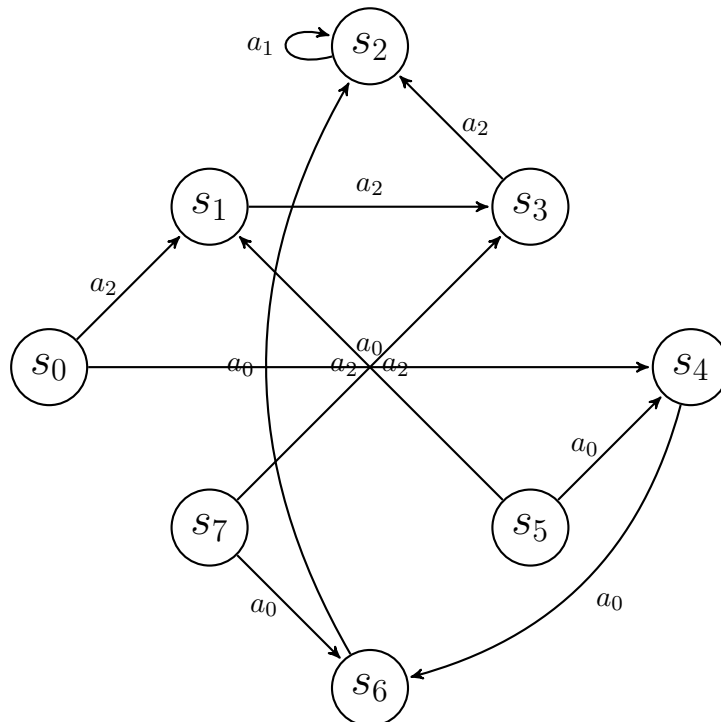 a₁ s₂
a₂
s₁ a₂ s₃
a₂
a₀
s₀ a₀ a₂ a₂ s₄
a₀
s₇ s₅
a₀ a₀
s₆